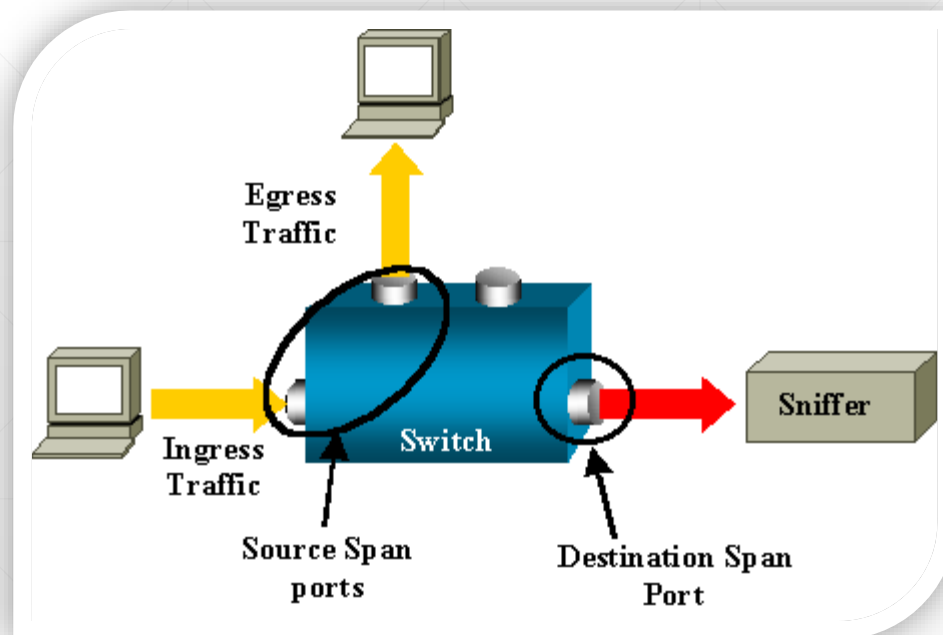 Egress
Traffic
Ingress
Traffic
Switch
Sniffer
Source Span
ports
Destination Span
Port